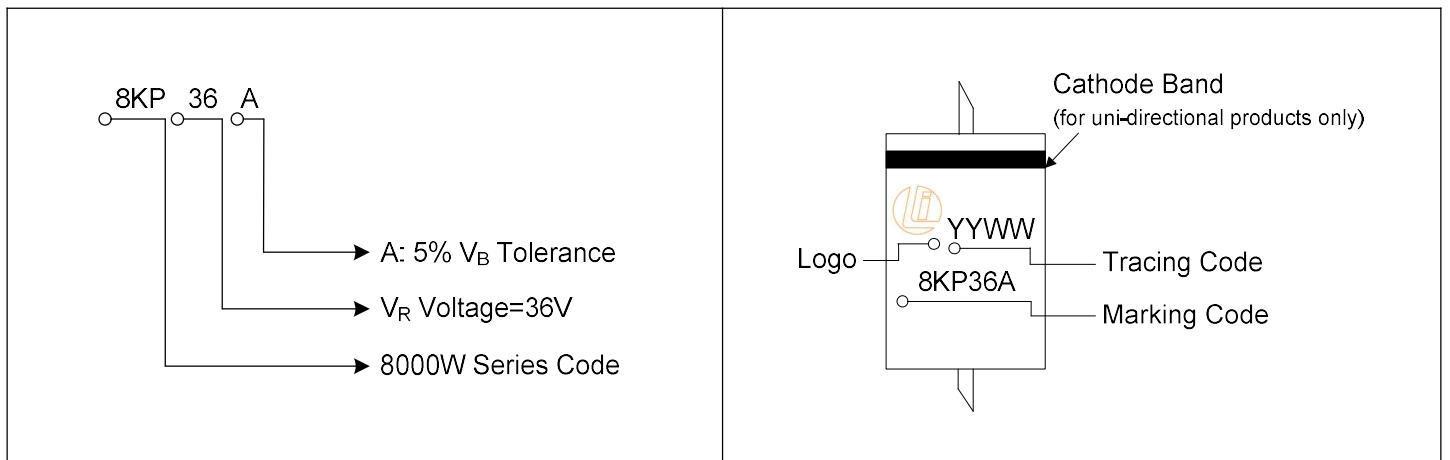 8KP 36 A
A: 5% VB Tolerance
VR Voltage=36V
8000W Series Code
Cathode Band
(for uni-directional products only)
YYWW
Logo
Tracing Code
8KP36A
Marking Code